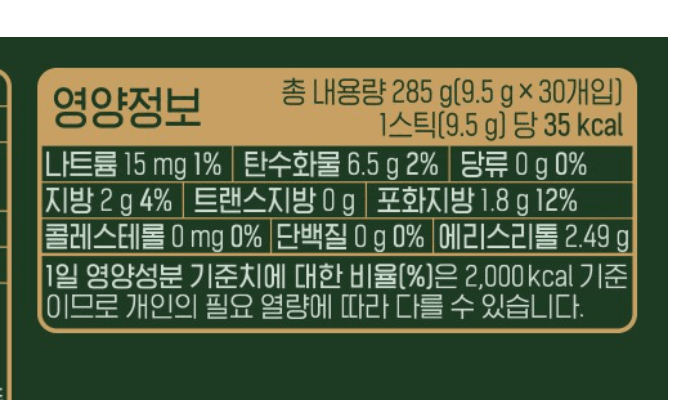 영양정보
총 내용량 285 g(9.5 g × 30개입)
1스틱(9.5 g) 당 35 kcal
나트륨 15 mg 1% 탄수화물 6.5 g 2% 당류 0 g 0%
지방 2 g 4% 트랜스지방 0 g 포화지방 1.8 g 12%
콜레스테롤 0 mg 0% 단백질 0 g 0% 에리스리톨 2.49 g
1일 영양성분 기준치에 대한 비율(%)은 2,000 kcal 기준
이므로 개인의 필요 열량에 따라 다를 수 있습니다.